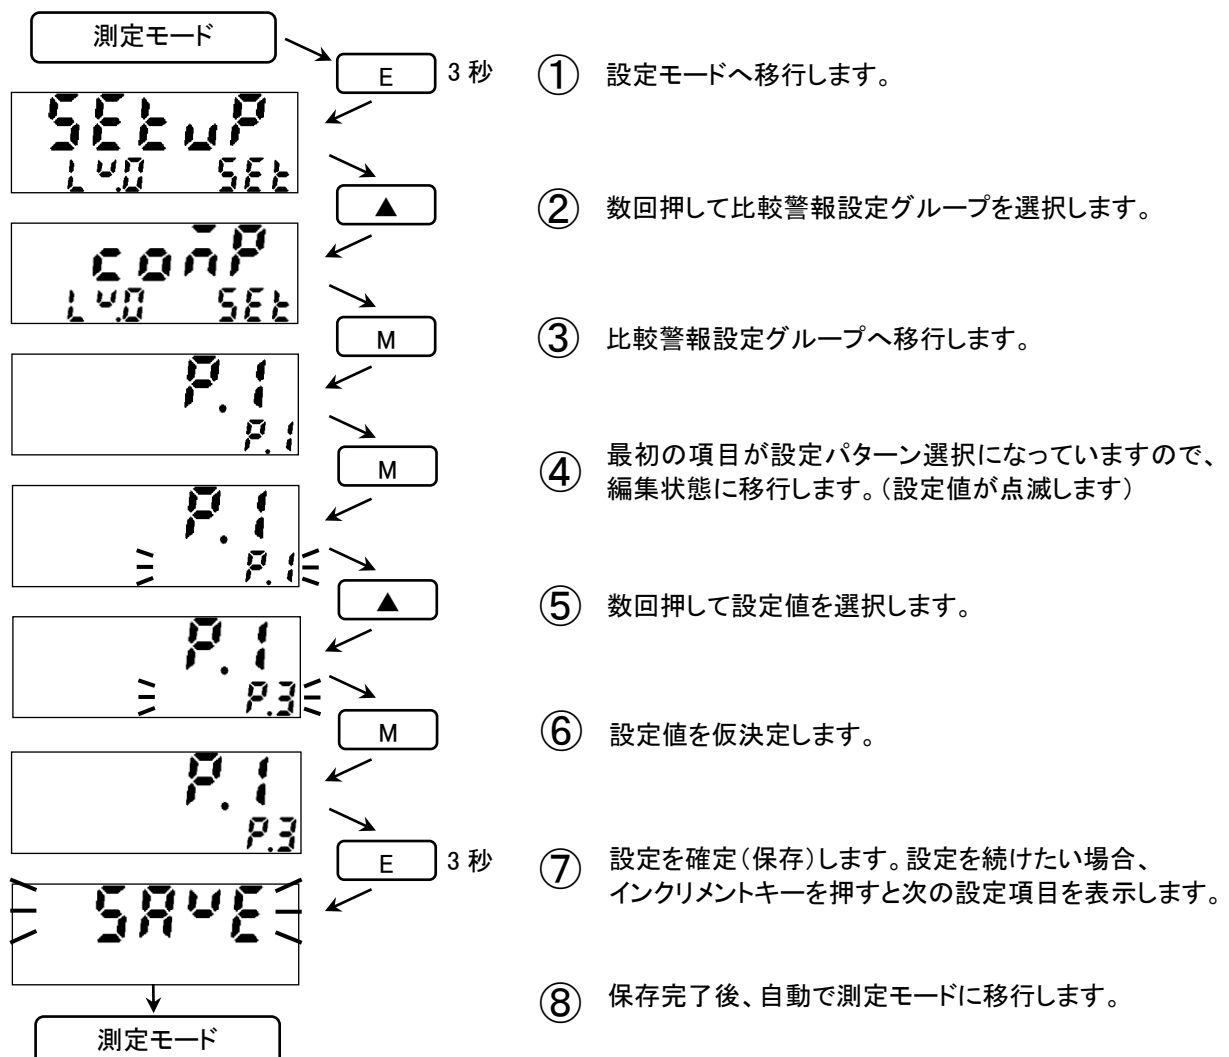 測定モード
E 3 秒 ① 設定モードへ移行します。
SEtuP
Lv.0 SEt
▲ ② 数回押して比較警報設定グループを選択します。
comP
Lv.0 SEt
M ③ 比較警報設定グループへ移行します。
P.1
P.1
M ④ 最初の項目が設定パターン選択になっていますので、
編集状態に移行します。(設定値が点滅します)
P.1
P.1
▲ ⑤ 数回押して設定値を選択します。
P.1
P.3
M ⑥ 設定値を仮決定します。
P.1
P.3
E 3 秒 ⑦ 設定を確定(保存)します。設定を続けたい場合、
インクリメントキーを押すと次の設定項目を表示します。
SAvE
⑧ 保存完了後、自動で測定モードに移行します。
測定モード